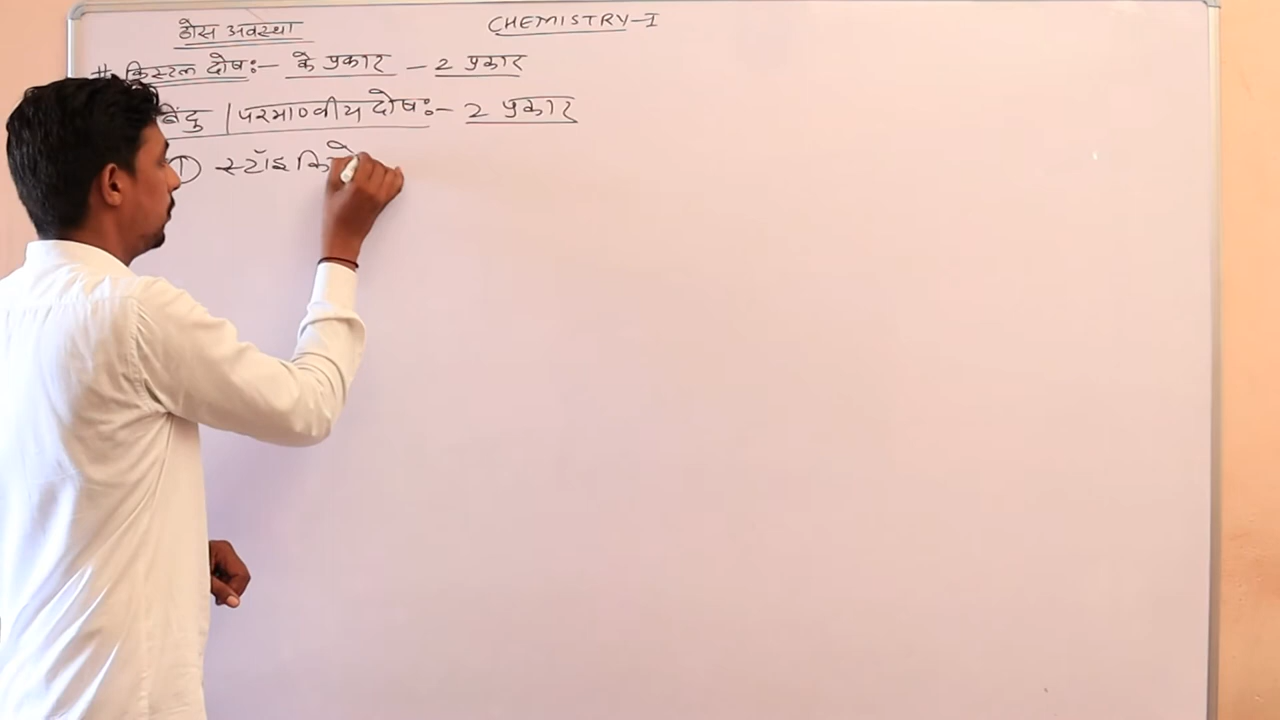 ठोस अवस्था CHEMISTRY-I
# क्रिस्टल दोष:- के प्रकार - 2 प्रकार
बिंदु / परमाण्वीय दोष:- 2 प्रकार
① स्टॉइकि